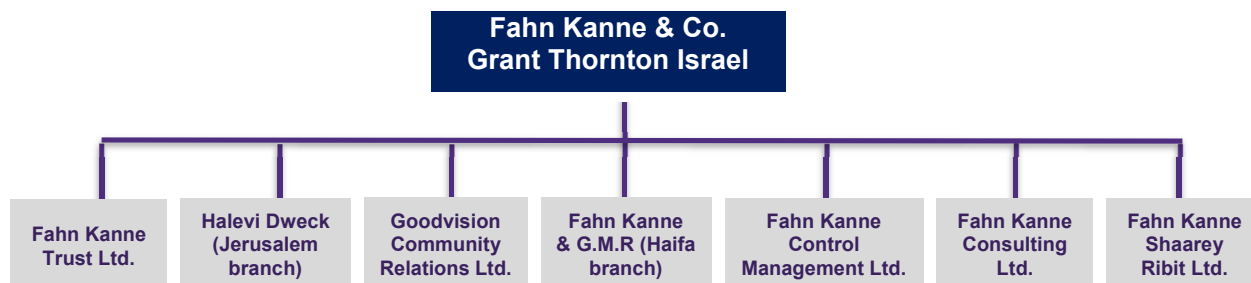 Fahn Kanne & Co.
Grant Thornton Israel
Fahn Kanne
Trust Ltd.
Halevi Dweck
(Jerusalem
branch)
Goodvision
Community
Relations Ltd.
Fahn Kanne
& G.M.R (Haifa
branch)
Fahn Kanne
Control
Management Ltd.
Fahn Kanne
Consulting
Ltd.
Fahn Kanne
Shaarey
Ribit Ltd.